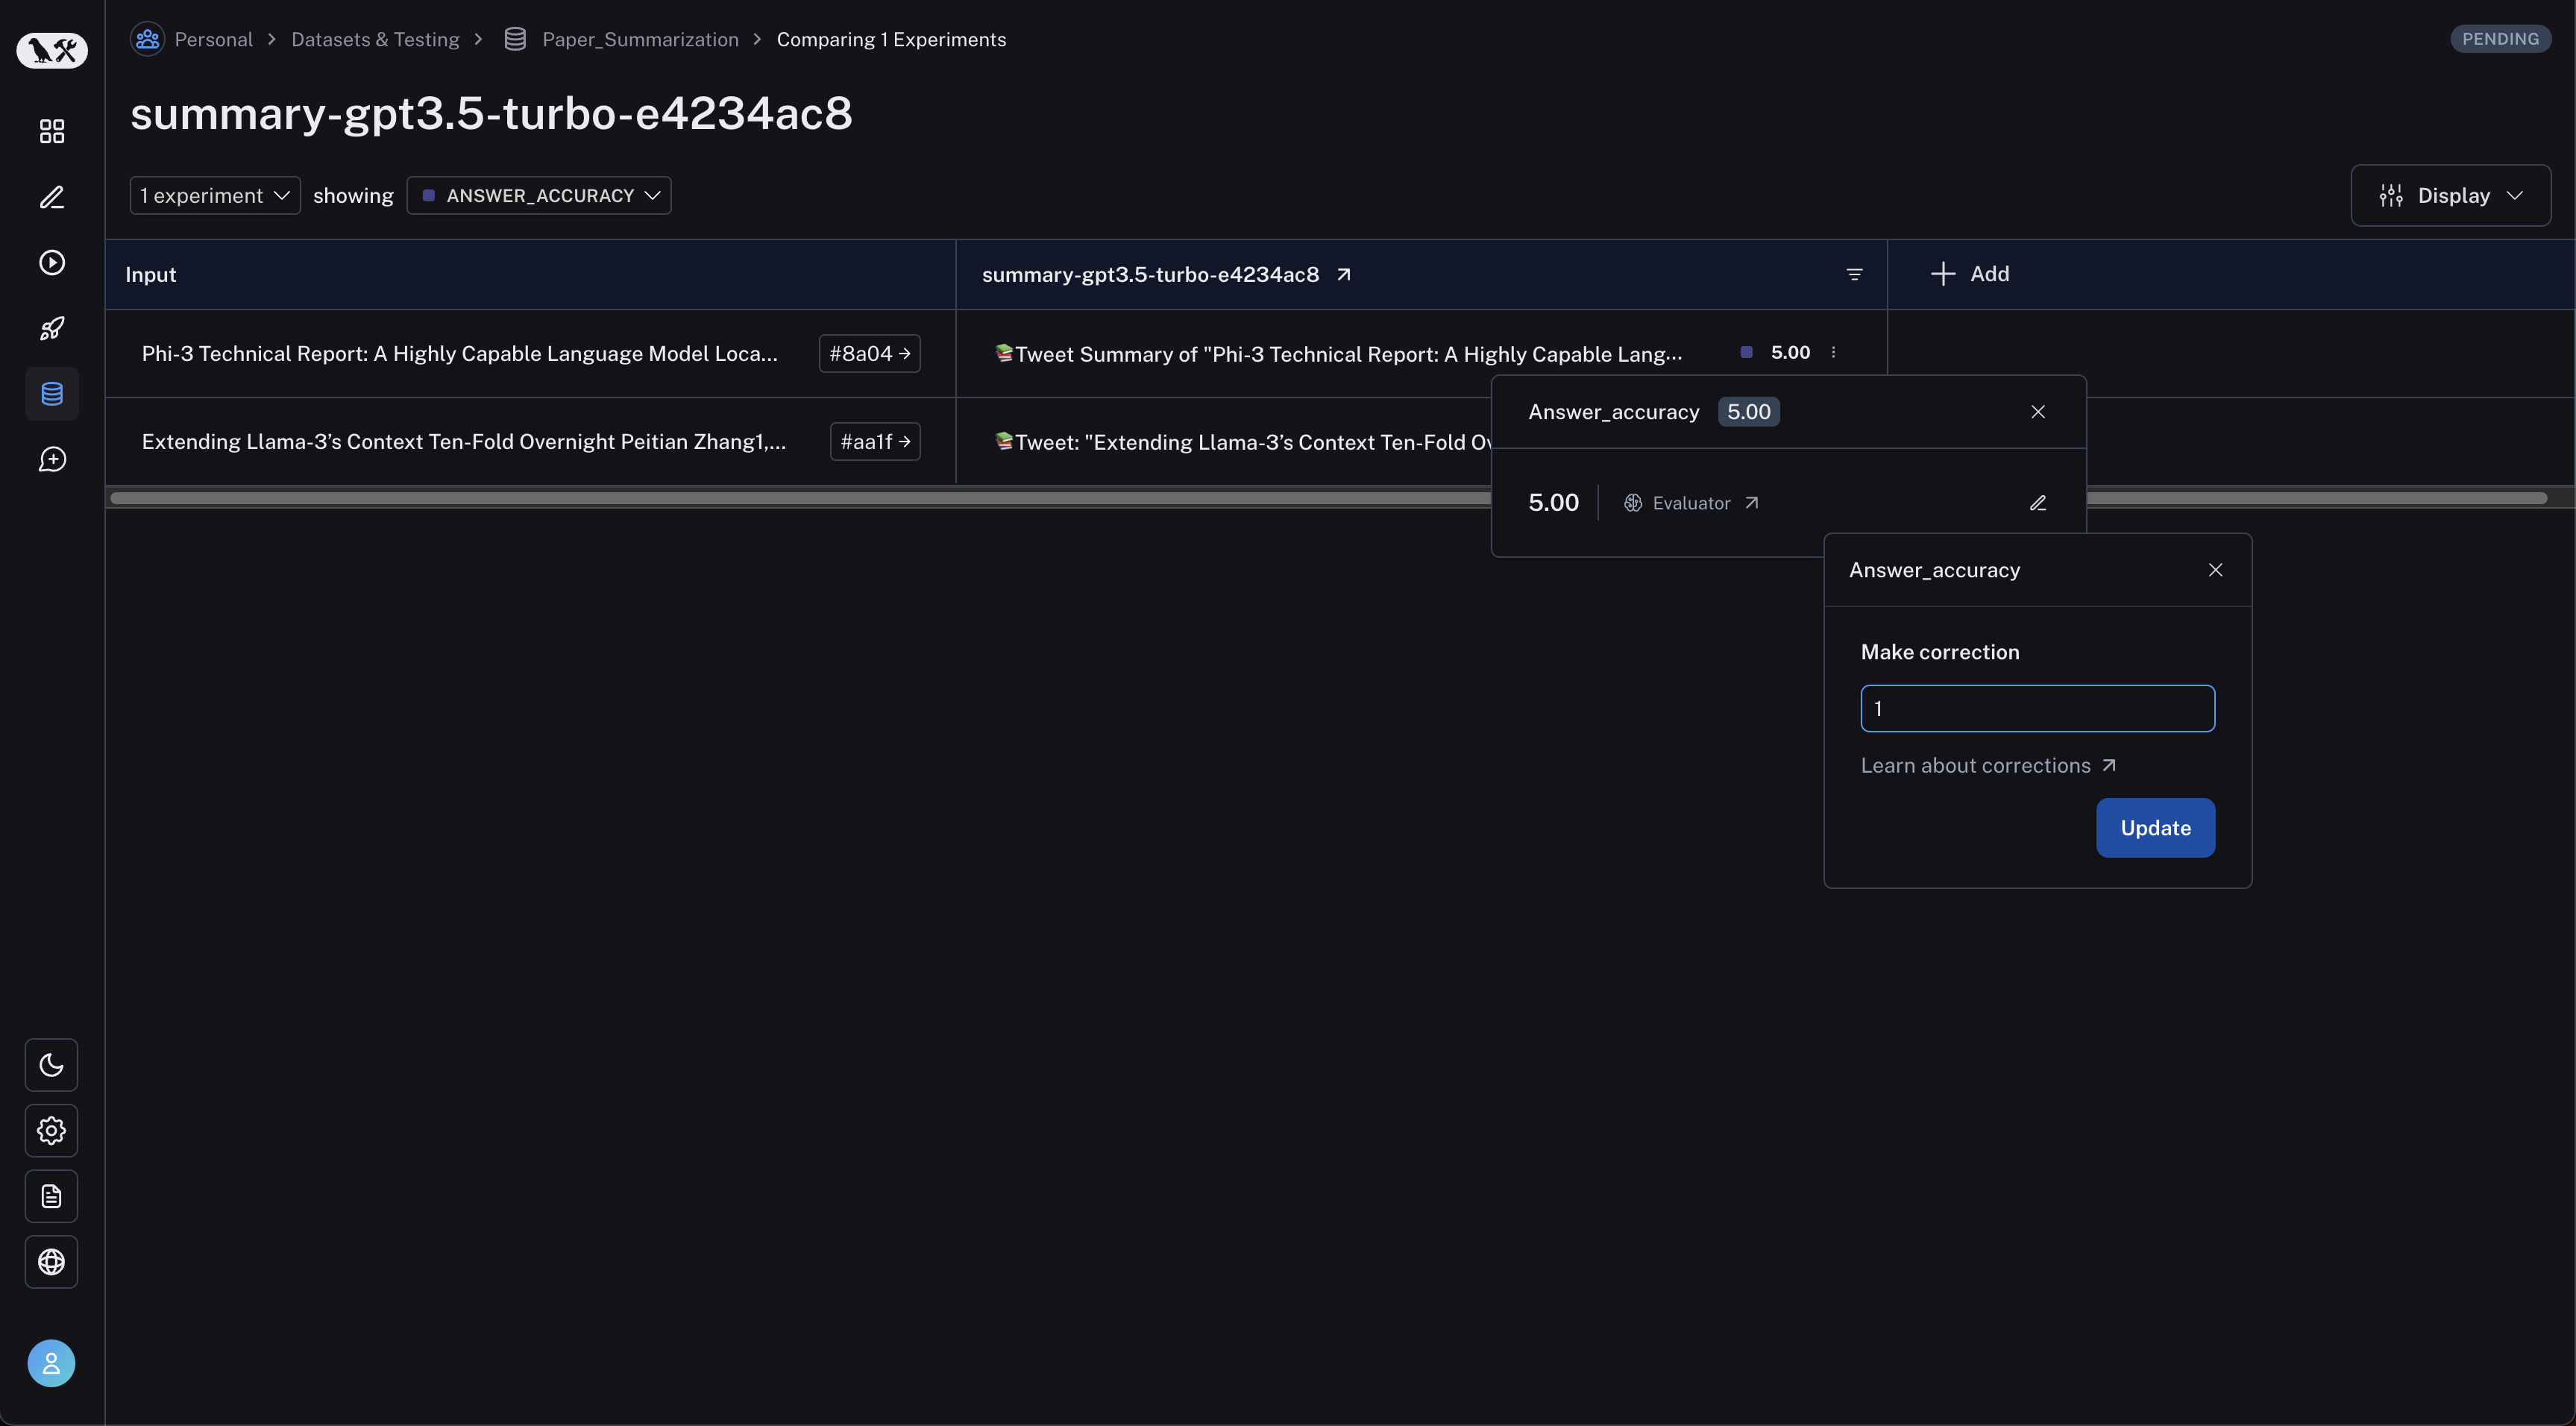 Personal > Datasets & Testing > Paper_Summarization > Comparing 1 Experiments
PENDING
summary-gpt3.5-turbo-e4234ac8
1 experiment showing ANSWER_ACCURACY
Display
Input
summary-gpt3.5-turbo-e4234ac8
Add
Phi-3 Technical Report: A Highly Capable Language Model Loca...
#8a04 →
📚Tweet Summary of "Phi-3 Technical Report: A Highly Capable Lang...
5.00
Extending Llama-3’s Context Ten-Fold Overnight Peitian Zhang1,...
#aa1f →
📚Tweet: "Extending Llama-3’s Context Ten-Fold
Answer_accuracy 5.00
5.00 Evaluator
Answer_accuracy
Make correction
1
Learn about corrections
Update